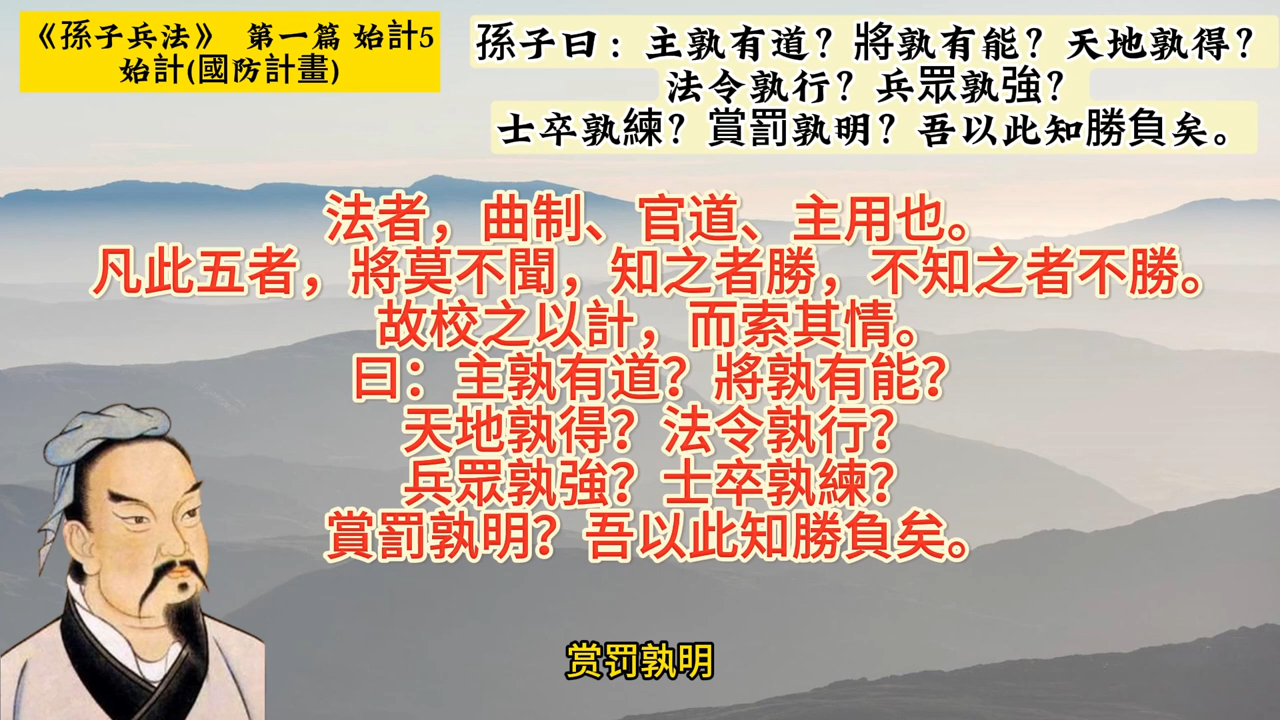 《孫子兵法》 第一篇 始計5
始計(國防計畫)
孫子曰：主孰有道？將孰有能？天地孰得？
法令孰行？兵眾孰強？
士卒孰練？賞罰孰明？吾以此知勝負矣。
法者，曲制、官道、主用也。
凡此五者，將莫不聞，知之者勝，不知之者不勝。
故校之以計，而索其情。
曰：主孰有道？將孰有能？
天地孰得？法令孰行？
兵眾孰強？士卒孰練？
賞罰孰明？吾以此知勝負矣。
赏罚孰明